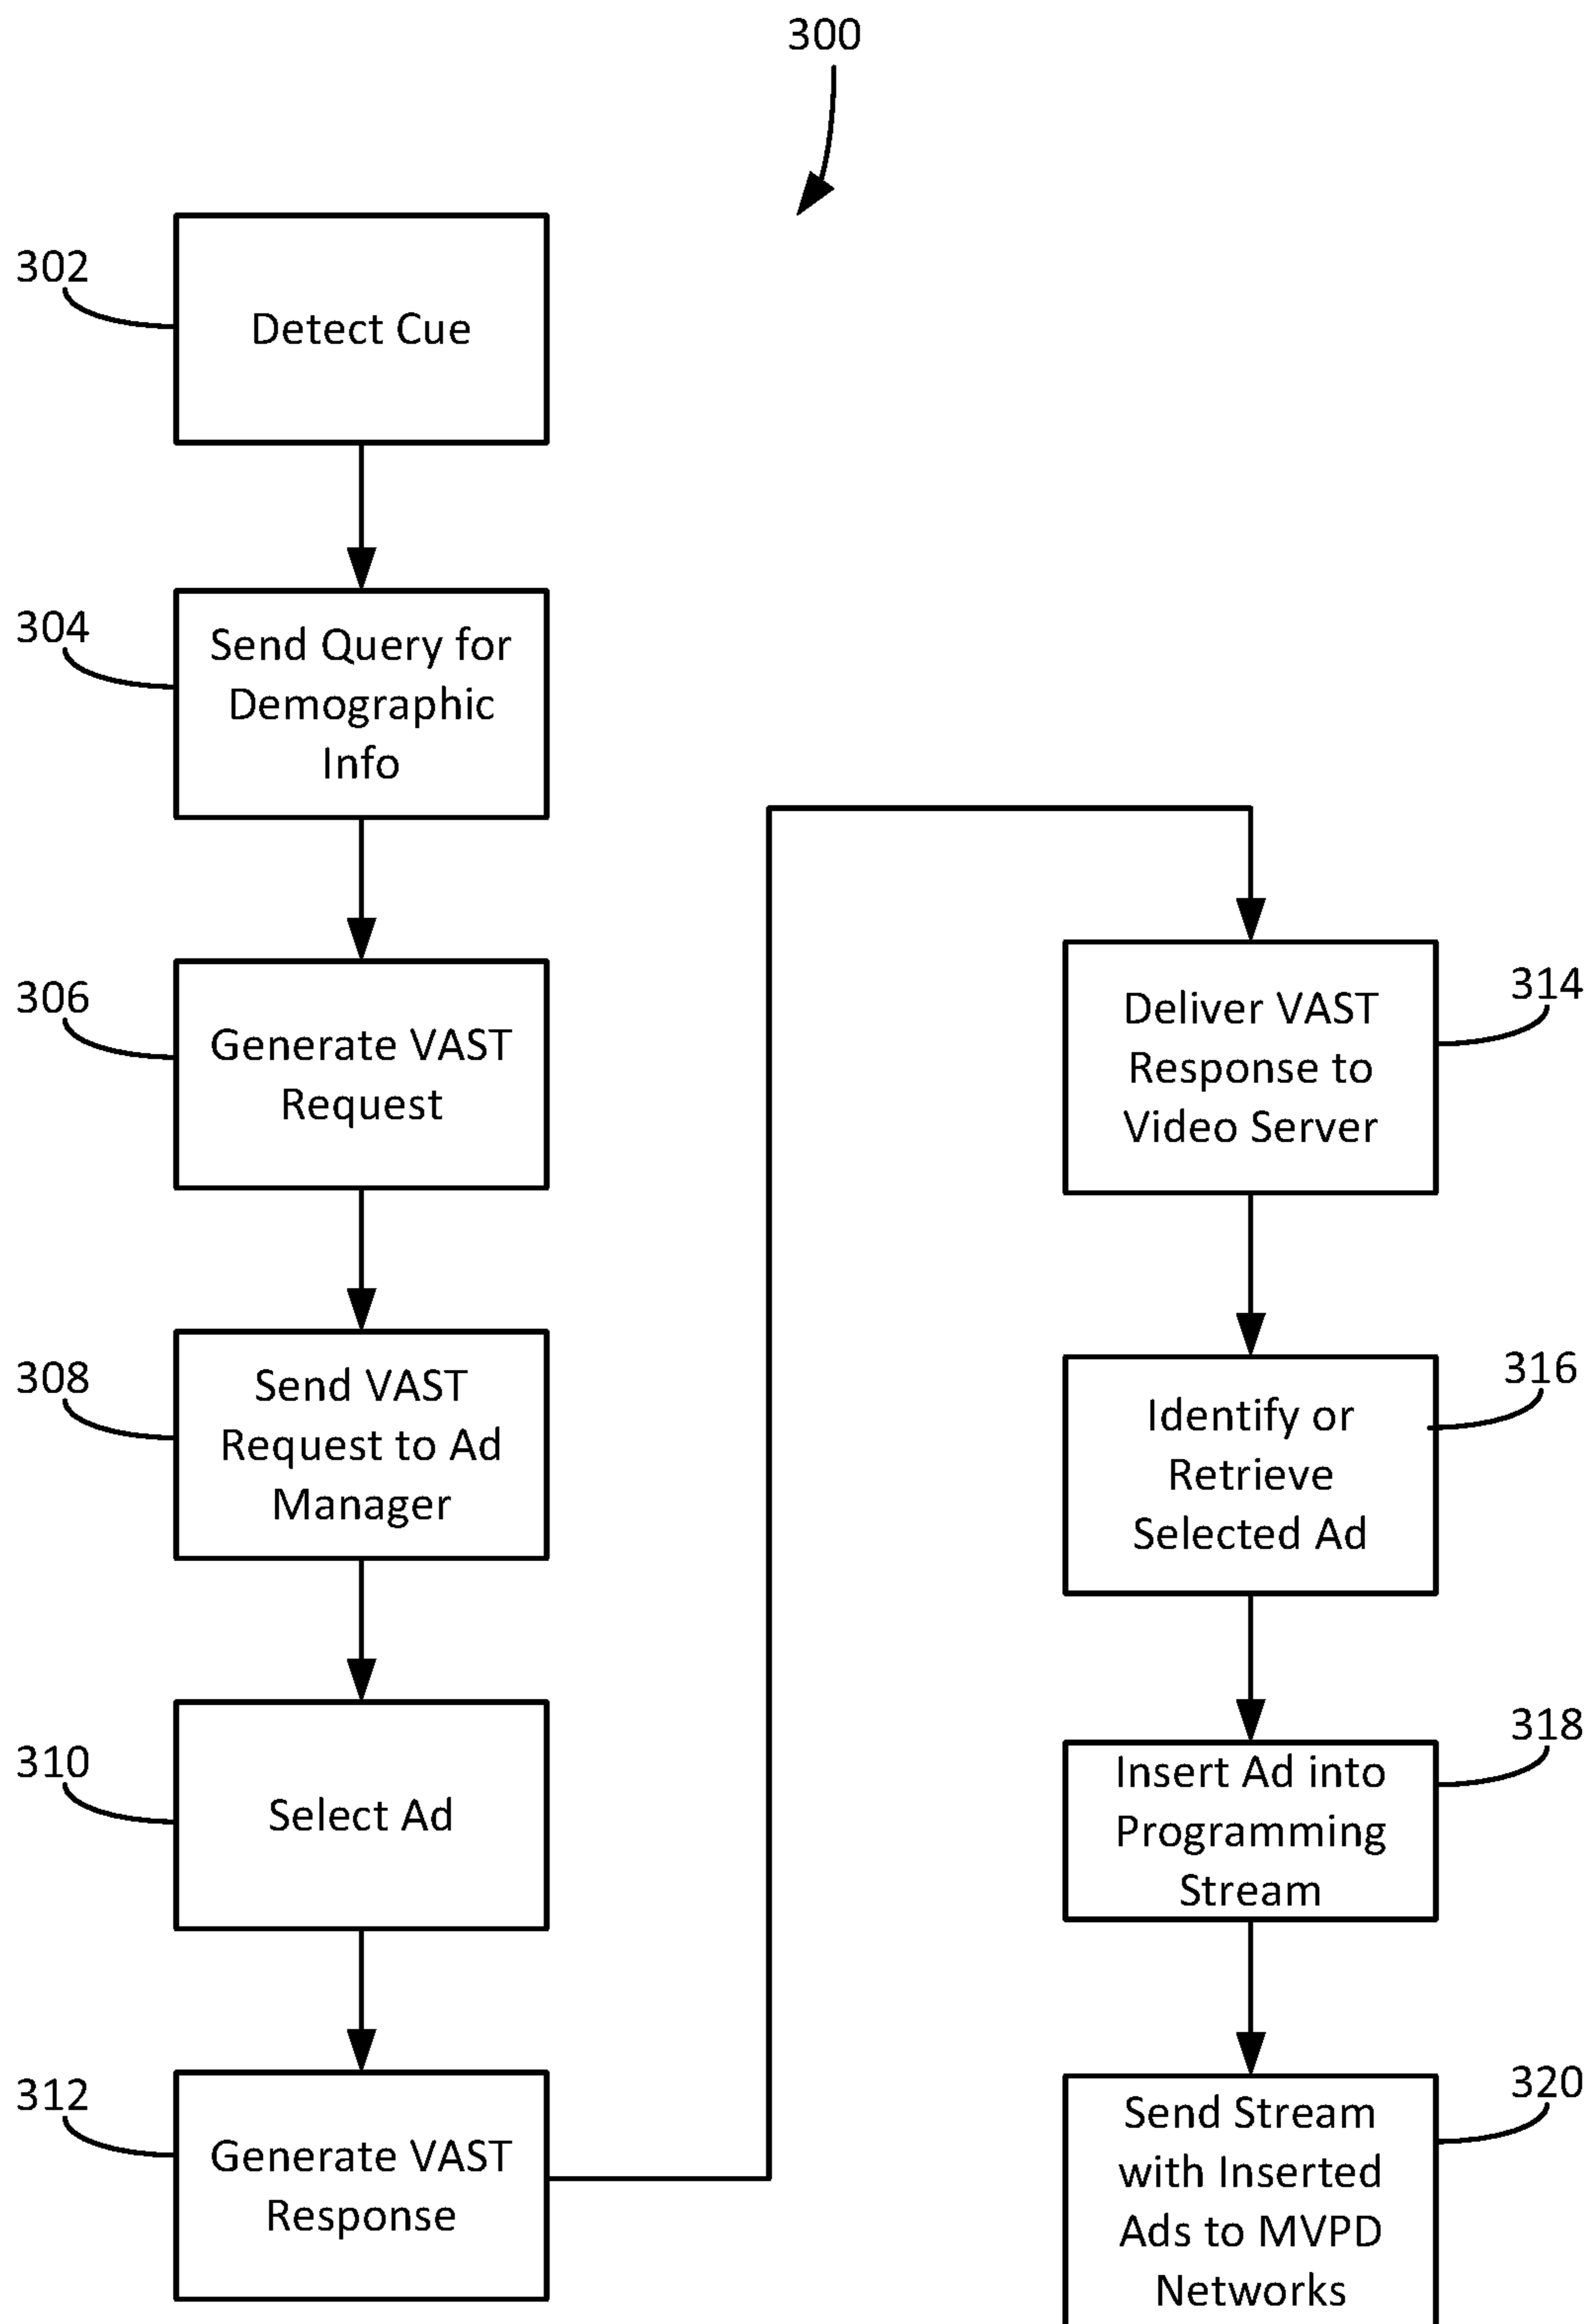 300
302
Detect Cue
304
Send Query for
Demographic
Info
306
Generate VAST
Request
308
Send VAST
Request to Ad
Manager
310
Select Ad
312
Generate VAST
Response
314
Deliver VAST
Response to
Video Server
316
Identify or
Retrieve
Selected Ad
318
Insert Ad into
Programming
Stream
320
Send Stream
with Inserted
Ads to MVPD
Networks